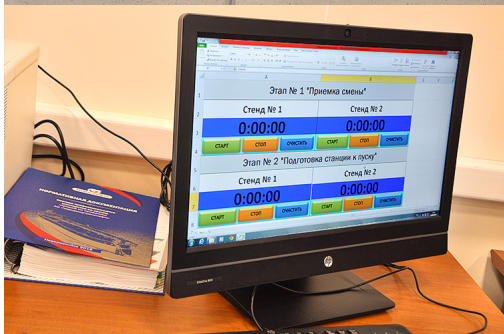 Этап № 1 "Приемка смены"
Стенд № 1
Стенд № 2
0:00:00
0:00:00
СТАРТ
СТОП
ОЧИСТИТЬ
СТАРТ
СТОП
ОЧИСТИТЬ
Этап № 2 "Подготовка станции к пуску"
Стенд № 1
Стенд № 2
0:00:00
0:00:00
СТАРТ
СТОП
ОЧИСТИТЬ
СТАРТ
СТОП
ОЧИСТИТЬ
НОРМАТИВНАЯ ДОКУМЕНТАЦИЯ
hp